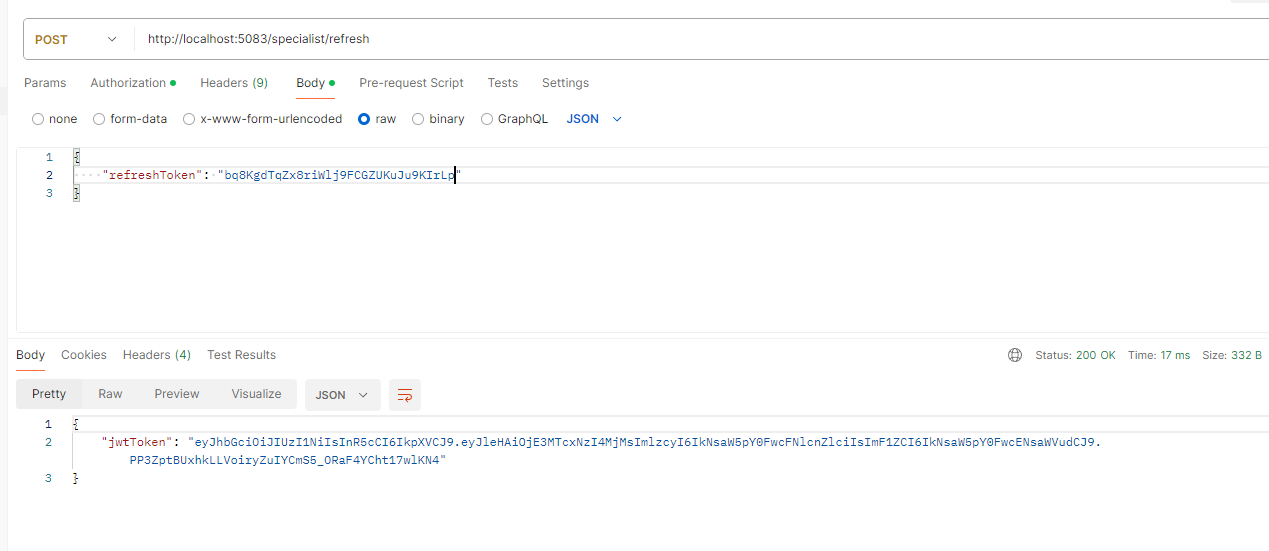 POST http://localhost:5083/specialist/refresh
Params Authorization Headers (9) Body Pre-request Script Tests Settings
none form-data x-www-form-urlencoded raw binary GraphQL JSON
1 {
2 "refreshToken": "bq8KgdTqZx8riWlj9FCGZUKuJu9KIrLp"
3 }
Body Cookies Headers (4) Test Results Status: 200 OK Time: 17 ms Size: 332 B
Pretty Raw Preview Visualize JSON
1 {
2 "jwtToken": "eyJhbGciOiJIUzI1NiIsInR5cCI6IkpXVCJ9.eyJleHAiOjE3MTcxNzI4MjMsImlzcyI6IkNsaW5pY0FwcFNlcnZlciIsImF1ZCI6IkNsaW5pY0FwcENsaWVudCJ9.
PP3ZptBUxhkLLVoiryZuIYCmS5_ORaF4YCht17wlKN4"
3 }